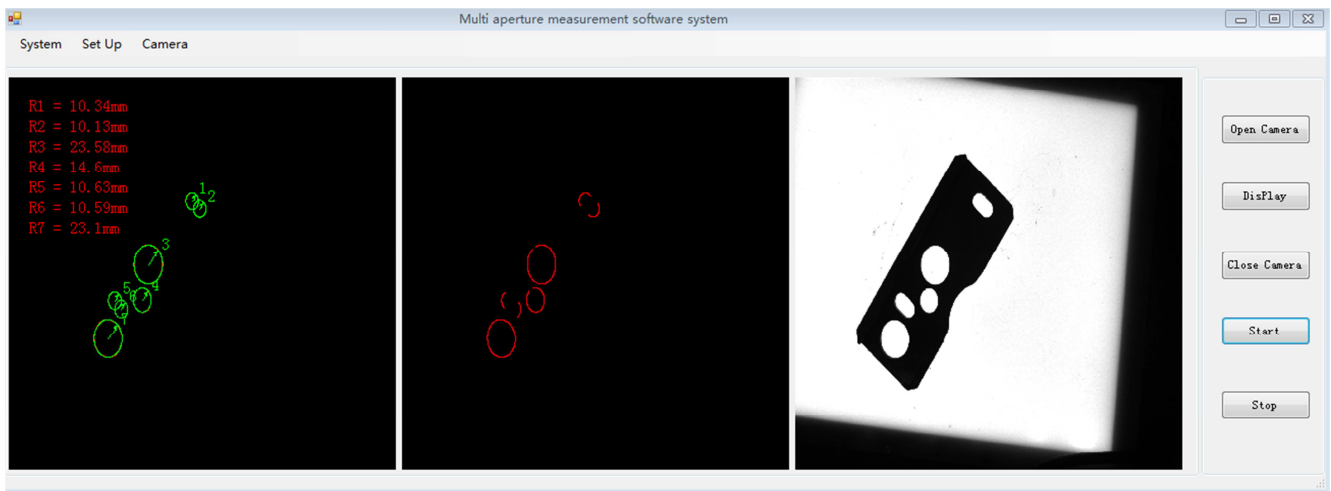 Multi aperture measurement software system
System Set Up Camera
R1 = 10.34mm
R2 = 10.13mm
R3 = 23.58mm
R4 = 14.6mm
R5 = 10.63mm
R6 = 10.59mm
R7 = 23.1mm
1
2
3
4
5
6
7
Open Camera
DisPlay
Close Camera
Start
Stop